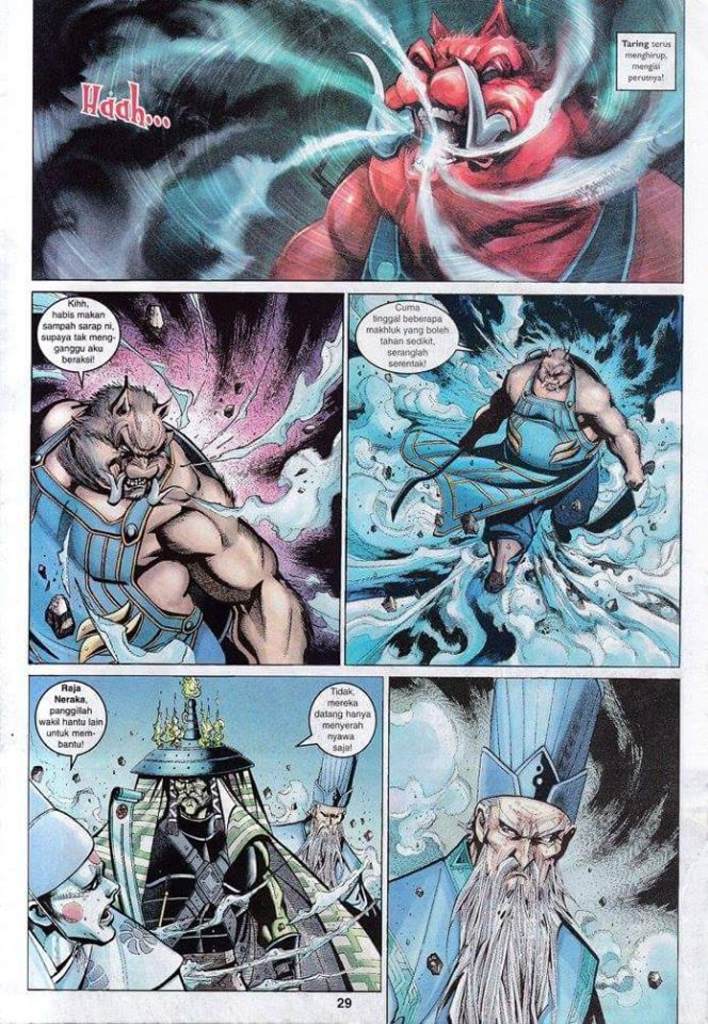 Haah...
Taring terus
menghirup,
mengisi
perutnya!
Kihh,
habis makan
sampah sarap ni,
supaya tak meng-
ganggu aku
beraksi!
Cuma
tinggal beberapa
makhluk yang boleh
tahan sedikit,
seranglah
serentak!
Raja
Neraka,
panggillah
wakil hantu lain
untuk mem-
bantu!
Tidak,
mereka
datang hanya
menyerah
nyawa
saja!
29